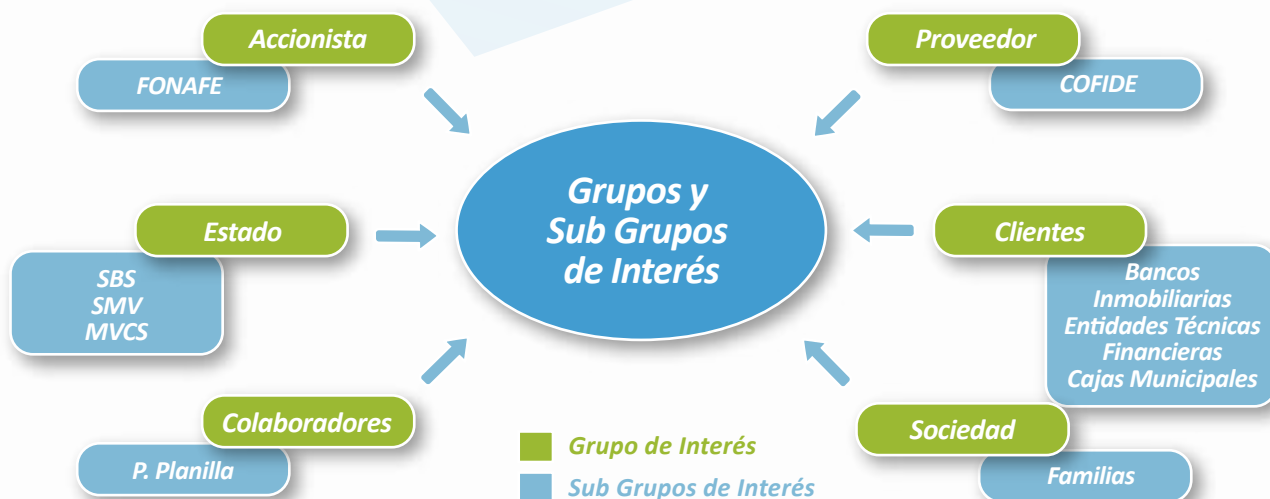 Accionista
FONAFE
Proveedor
COFIDE
Grupos y
Sub Grupos
de Interés
Estado
SBS
SMV
MVCS
Clientes
Bancos
Inmobiliarias
Entidades Técnicas
Financieras
Cajas Municipales
Colaboradores
P. Planilla
Sociedad
Familias
Grupo de Interés
Sub Grupos de Interés